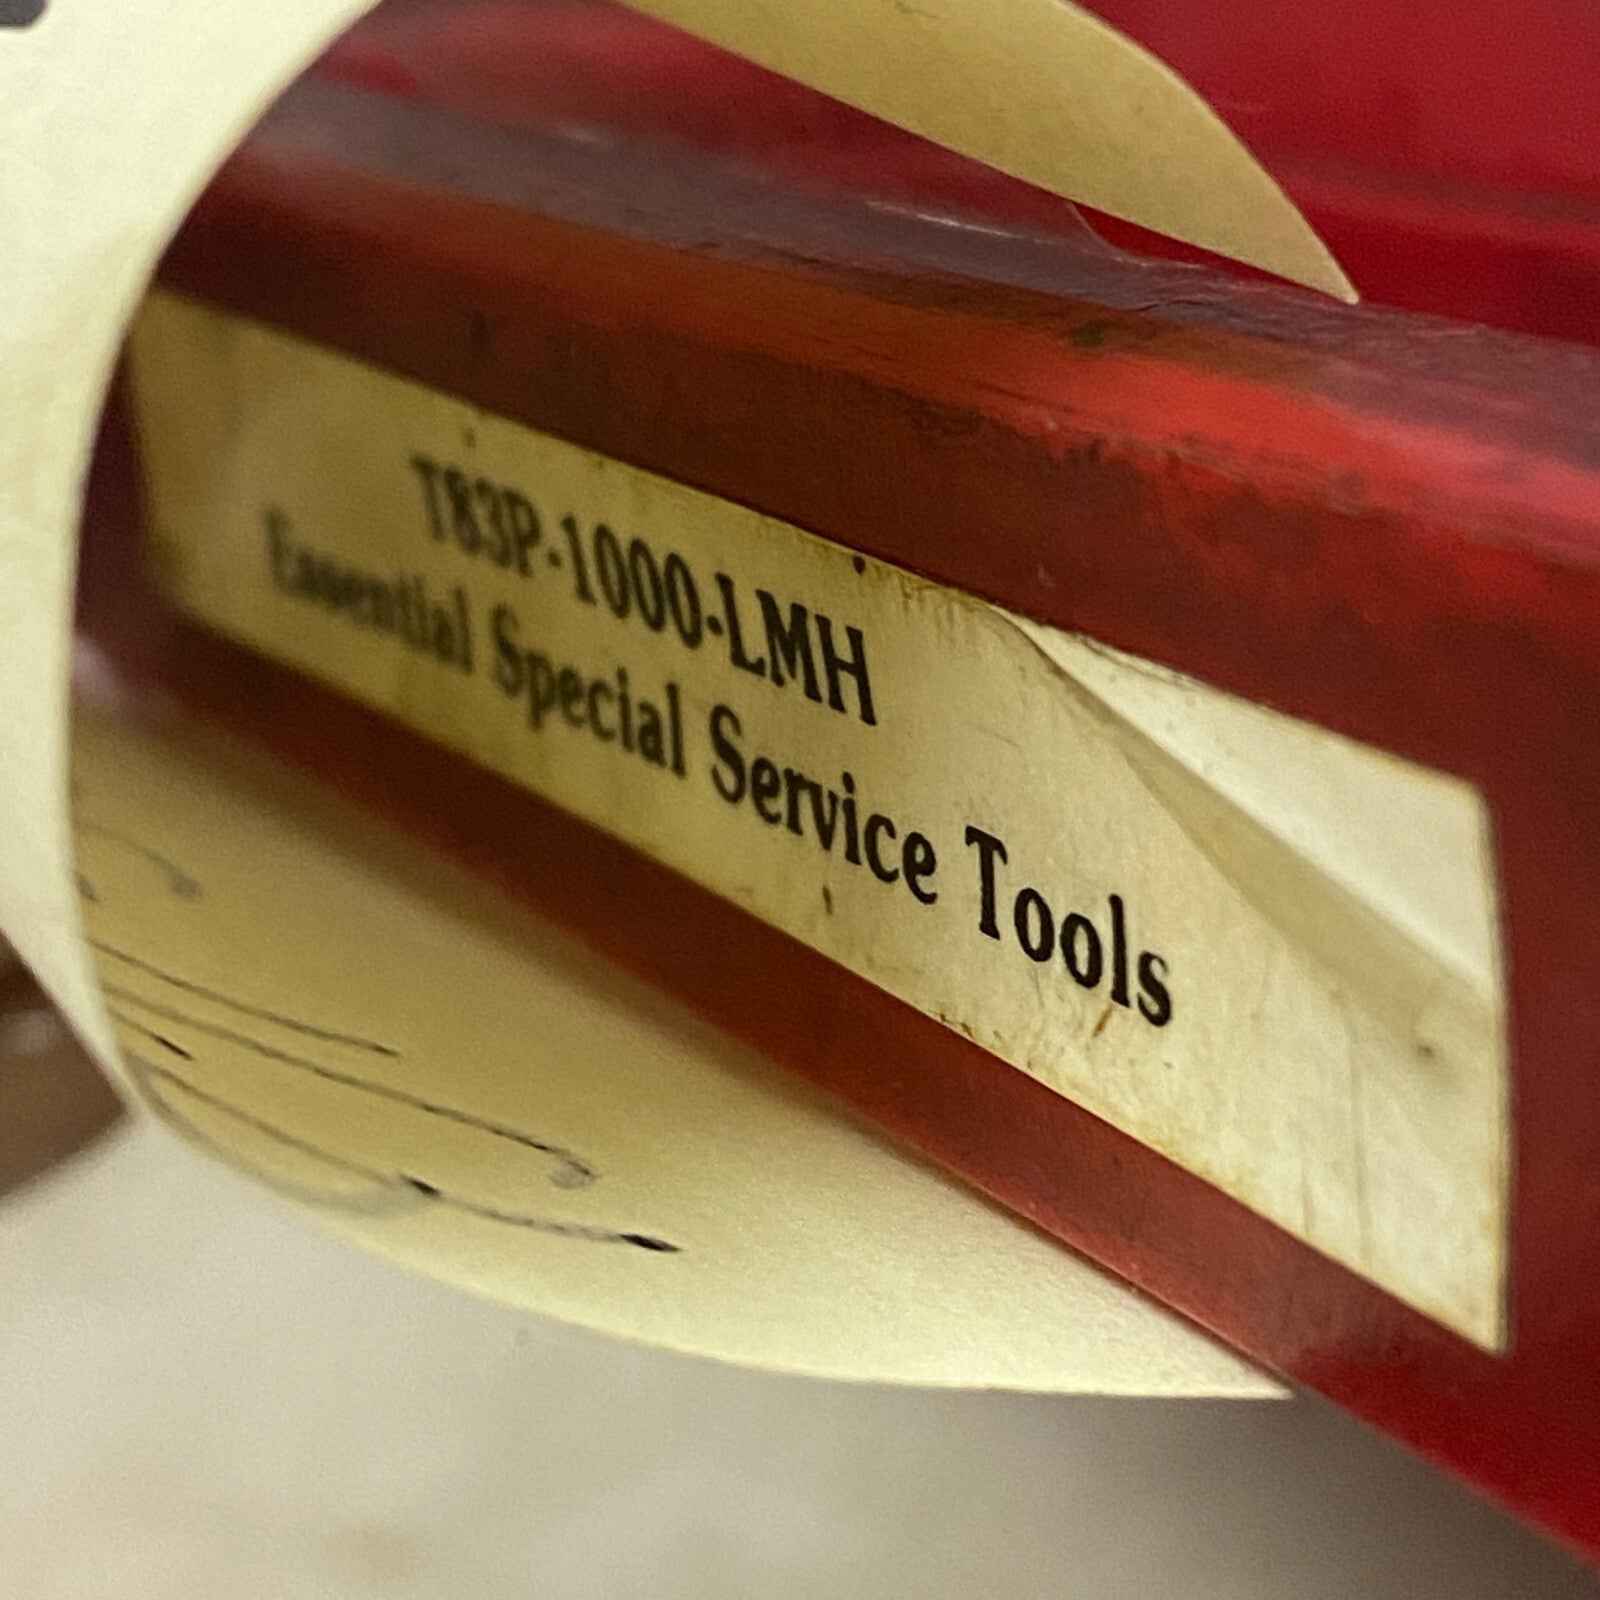 T83P-1000-LMH
Essential Special Service Tools